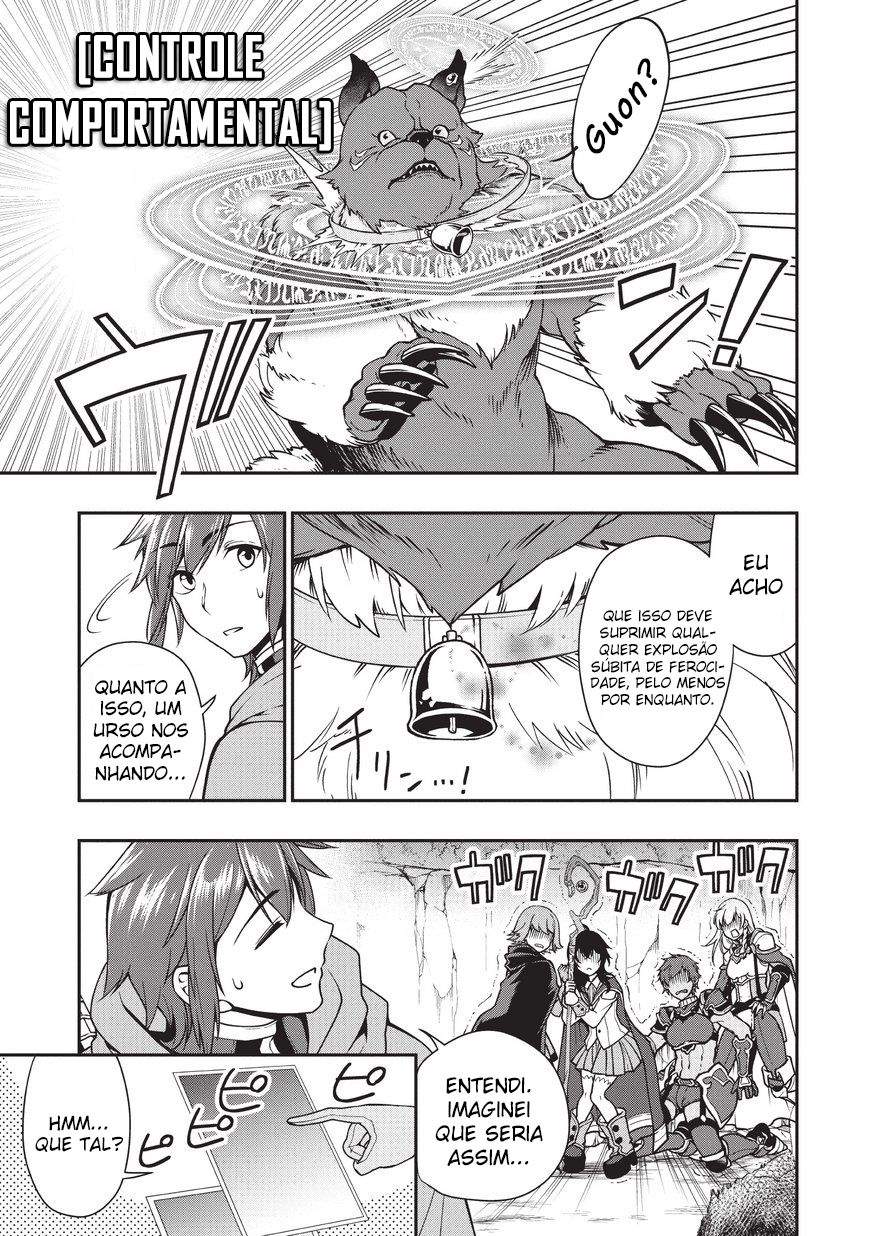 [CONTROLE
COMPORTAMENTAL]
Guon?
ヴ
ン!
EU
ACHO
QUE ISSO DEVE
SUPRIMIR QUAL-
QUER EXPLOSÃO
SÚBITA DE FEROCI-
DADE, PELO MENOS
POR ENQUANTO.
チリン…!
QUANTO A
ISSO, UM
URSO NOS
ACOMPA-
NHANDO...
ガク
ガク
ガク
ENTENDI.
IMAGINEI
QUE SERIA
ASSIM...
HMM...
QUE TAL?
ピ
ピ
ピ
ピ